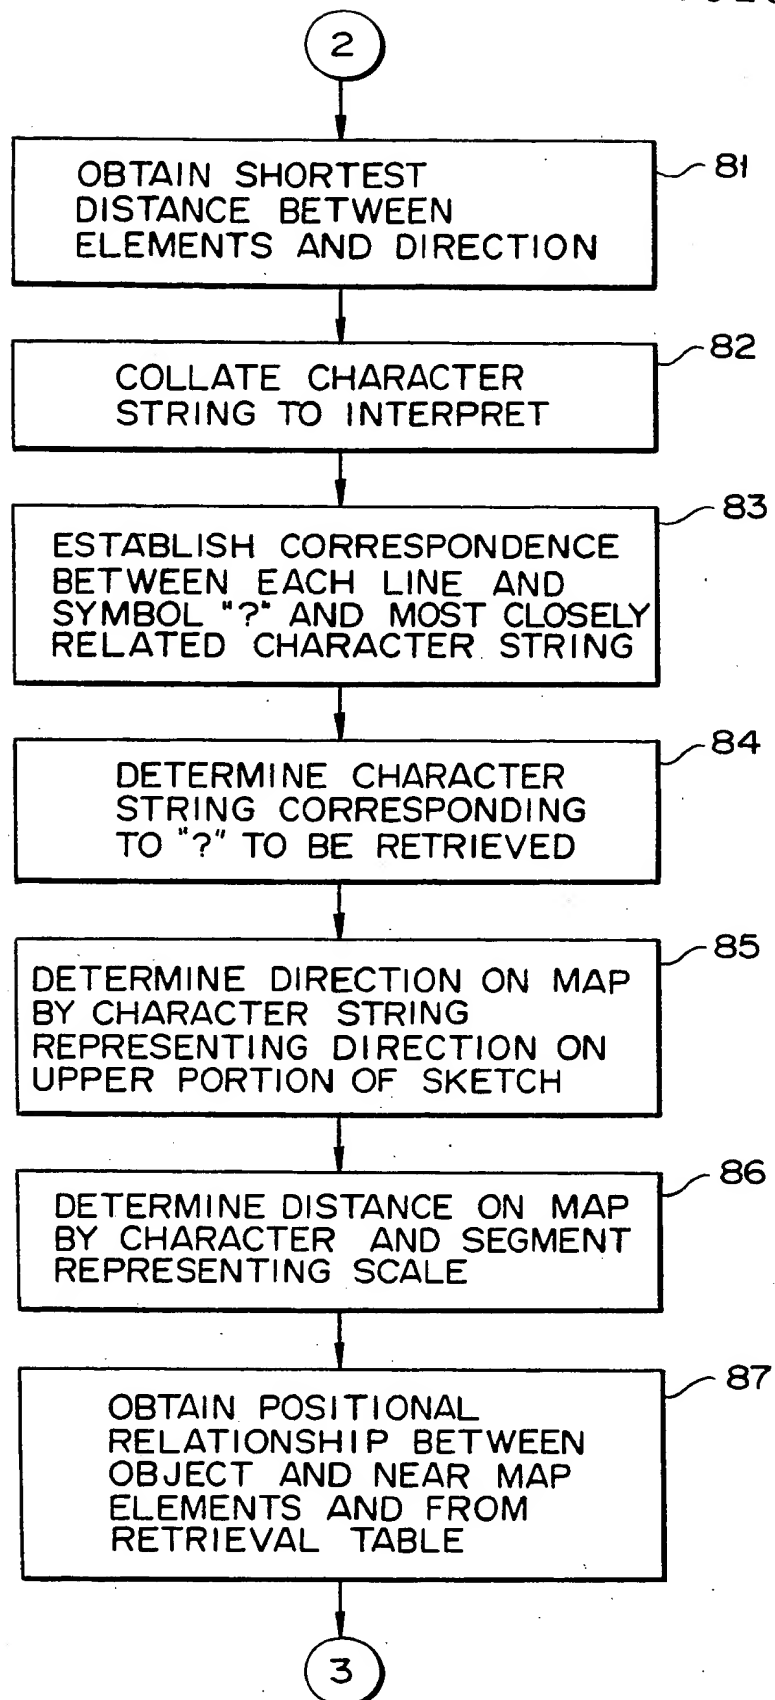 2
OBTAIN SHORTEST
DISTANCE BETWEEN
ELEMENTS AND DIRECTION
81
COLLATE CHARACTER
STRING TO INTERPRET
82
ESTABLISH CORRESPONDENCE
BETWEEN EACH LINE AND
SYMBOL "?" AND MOST CLOSELY
RELATED CHARACTER STRING
83
DETERMINE CHARACTER
STRING CORRESPONDING
TO "?" TO BE RETRIEVED
84
DETERMINE DIRECTION ON MAP
BY CHARACTER STRING
REPRESENTING DIRECTION ON
UPPER PORTION OF SKETCH
85
DETERMINE DISTANCE ON MAP
BY CHARACTER AND SEGMENT
REPRESENTING SCALE
86
OBTAIN POSITIONAL
RELATIONSHIP BETWEEN
OBJECT AND NEAR MAP
ELEMENTS AND FROM
RETRIEVAL TABLE
87
3